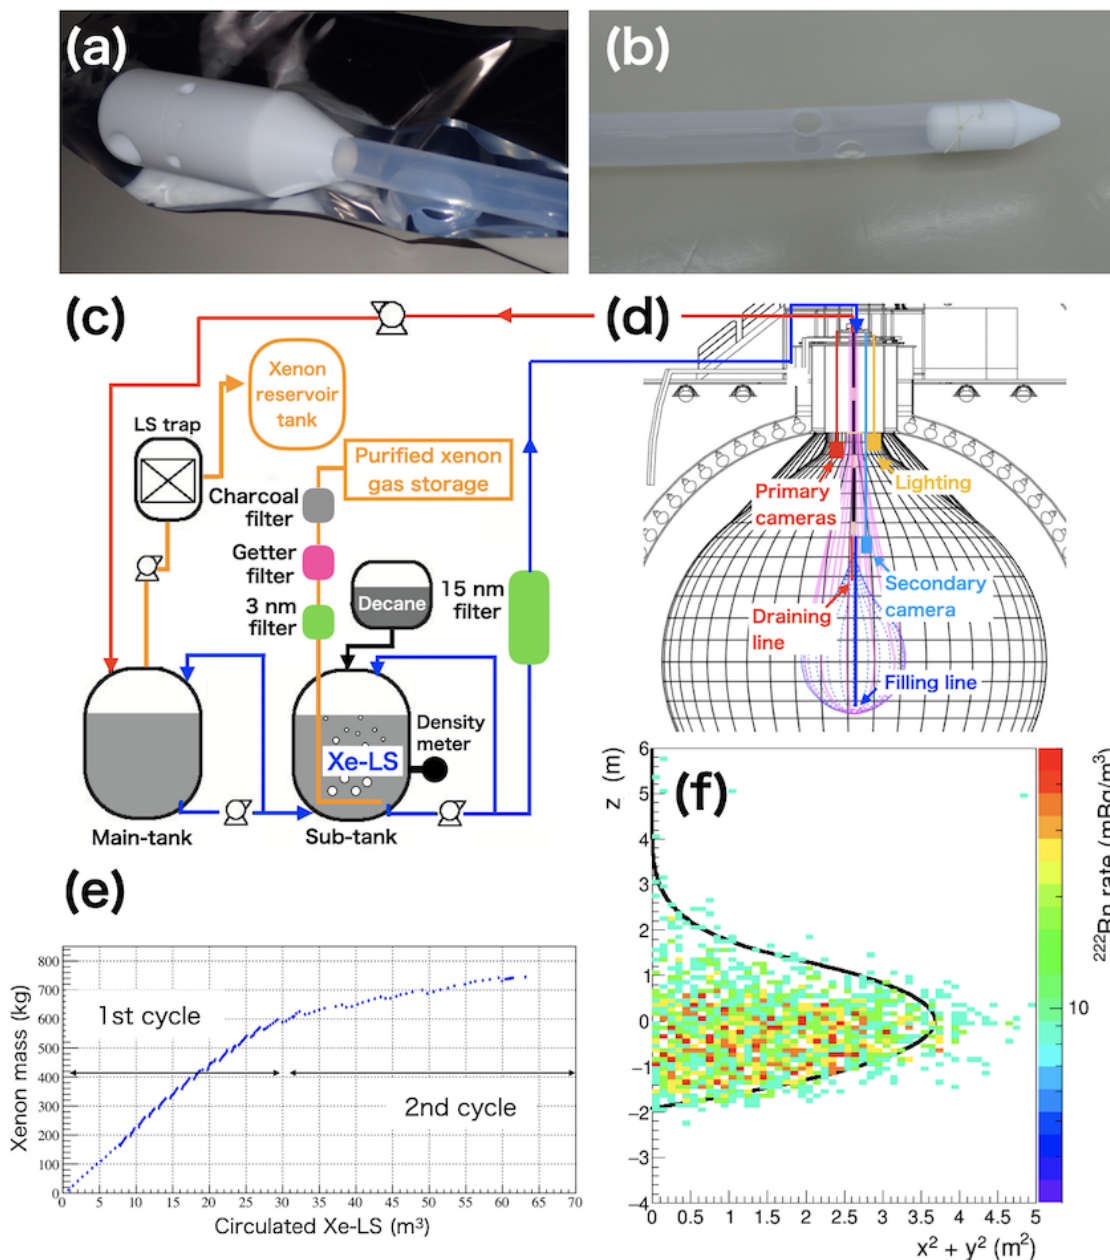 (a)
(b)
(c)
(d)
Xenon
reservoir
tank
LS trap
Purified xenon
gas storage
Charcoal
filter
Getter
filter
3 nm
filter
Decane
15 nm
filter
Density
meter
Xe-LS
Main-tank
Sub-tank
Primary
cameras
Lighting
Secondary
camera
Draining
line
Filling line
(e)
Xenon mass (kg)
800
700
600
500
400
300
200
100
0
1st cycle
2nd cycle
0 5 10 15 20 25 30 35 40 45 50 55 60 65 70
Circulated Xe-LS (m³)
(f)
z (m)
6
5
4
3
2
1
0
−1
−2
−3
−4
0 0.5 1 1.5 2 2.5 3 3.5 4 4.5 5
x² + y² (m²)
10
²²²Rn rate (mBq/m³)